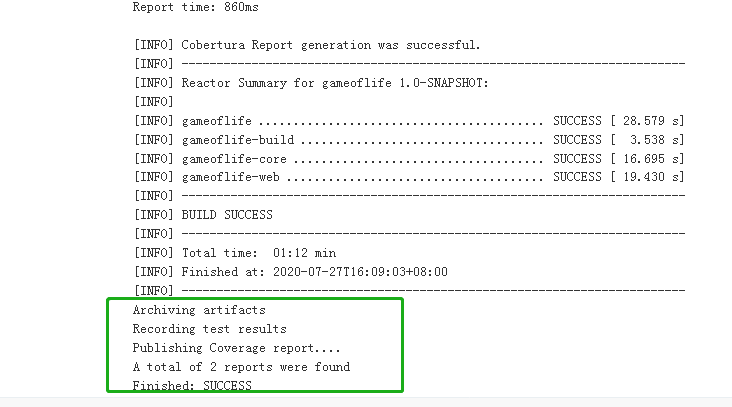 Report time: 860ms
[INFO] Cobertura Report generation was successful.
[INFO] ------------------------------------------------------------------------
[INFO] Reactor Summary for gameoflife 1.0-SNAPSHOT:
[INFO]
[INFO] gameoflife ......................................... SUCCESS [ 28.579 s]
[INFO] gameoflife-build ................................... SUCCESS [  3.538 s]
[INFO] gameoflife-core .................................... SUCCESS [ 16.695 s]
[INFO] gameoflife-web ..................................... SUCCESS [ 19.430 s]
[INFO] ------------------------------------------------------------------------
[INFO] BUILD SUCCESS
[INFO] ------------------------------------------------------------------------
[INFO] Total time:  01:12 min
[INFO] Finished at: 2020-07-27T16:09:03+08:00
[INFO] ------------------------------------------------------------------------
Archiving artifacts
Recording test results
Publishing Coverage report....
A total of 2 reports were found
Finished: SUCCESS